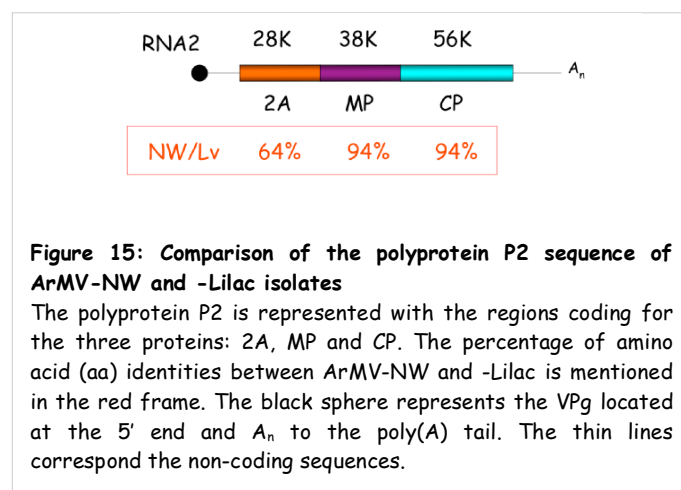 RNA2 28K 38K 56K
An
2A MP CP
NW/Lv 64% 94% 94%
Figure 15: Comparison of the polyprotein P2 sequence of
ArMV-NW and -Lilac isolates
The polyprotein P2 is represented with the regions coding for
the three proteins: 2A, MP and CP. The percentage of amino
acid (aa) identities between ArMV-NW and -Lilac is mentioned
in the red frame. The black sphere represents the VPg located
at the 5' end and An to the poly(A) tail. The thin lines
correspond the non-coding sequences.